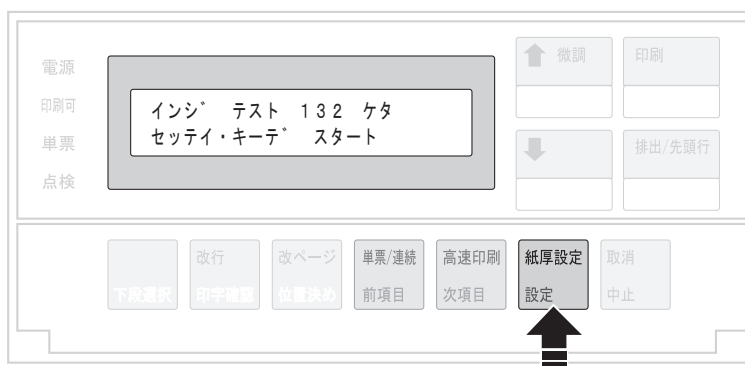 電源
印刷可
単票
点検
インジ テスト 132 ケタ
セッテイ・キーデ スタート
微調
印刷
排出/先頭行
下段選択
改行
印字確認
改ページ
位置決め
単票/連続
前項目
高速印刷
次項目
紙厚設定
設定
取消
中止